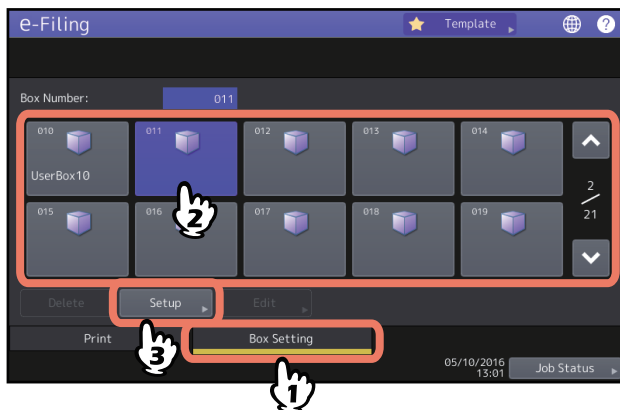 e-Filing
Template
?
Box Number: 011
010 011 012 013 014
UserBox10
2
21
015 016 017 018 019
2
Delete Setup Edit
Print Box Setting
3
1
05/10/2016
13:01
Job Status